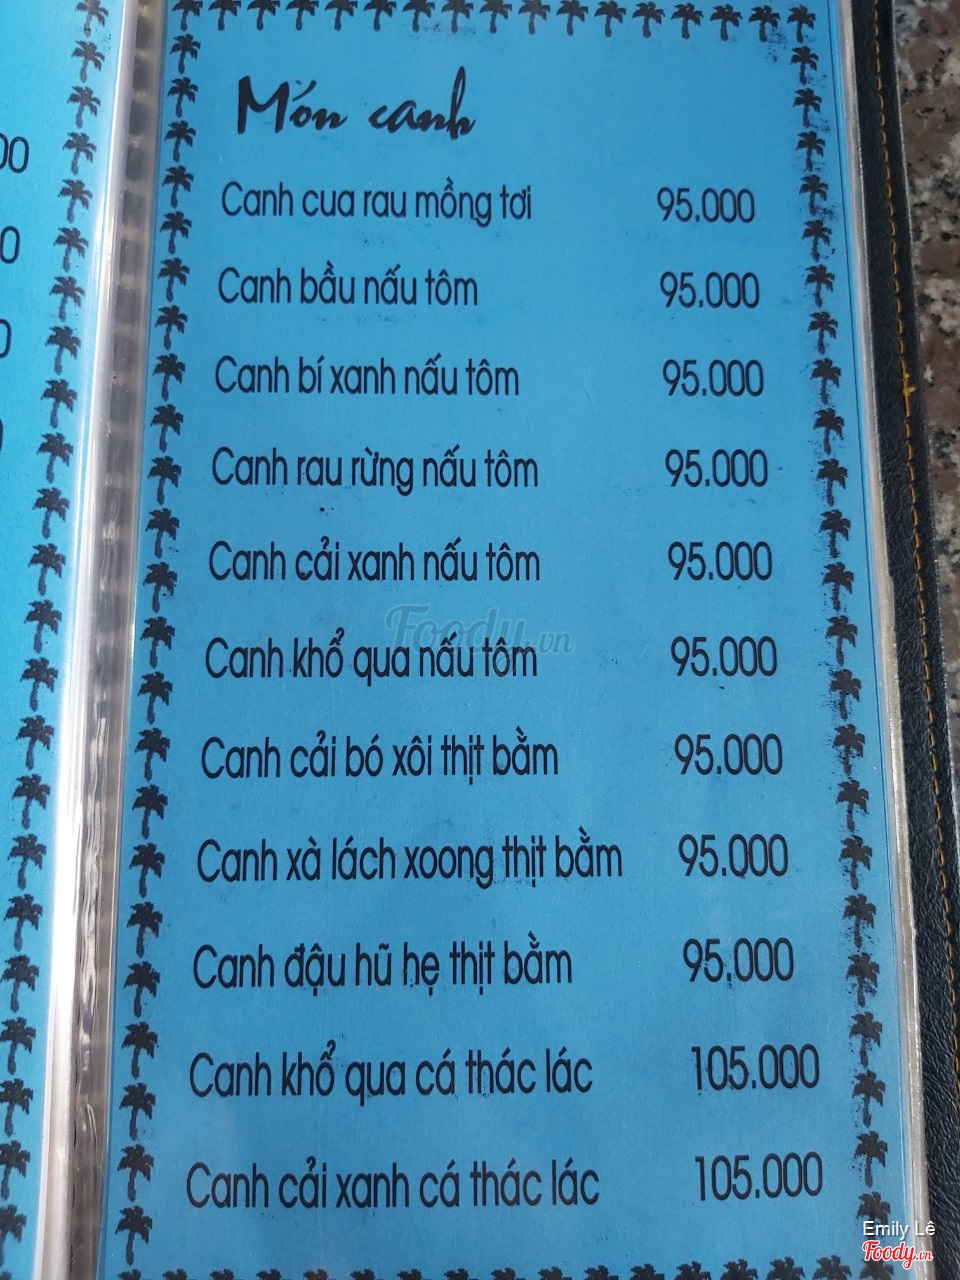 Món canh
Canh cua rau mồng tơi 95.000
Canh bầu nấu tôm 95.000
Canh bí xanh nấu tôm 95.000
Canh rau rừng nấu tôm 95.000
Canh cải xanh nấu tôm 95.000
Foody.vn
Canh khổ qua nấu tôm 95.000
Canh cải bó xôi thịt bằm 95.000
Canh xà lách xoong thịt bằm 95.000
Canh đậu hũ hẹ thịt bằm 95.000
Canh khổ qua cá thác lác 105.000
Canh cải xanh cá thác lác 105.000
Emily Lê
Foody.vn